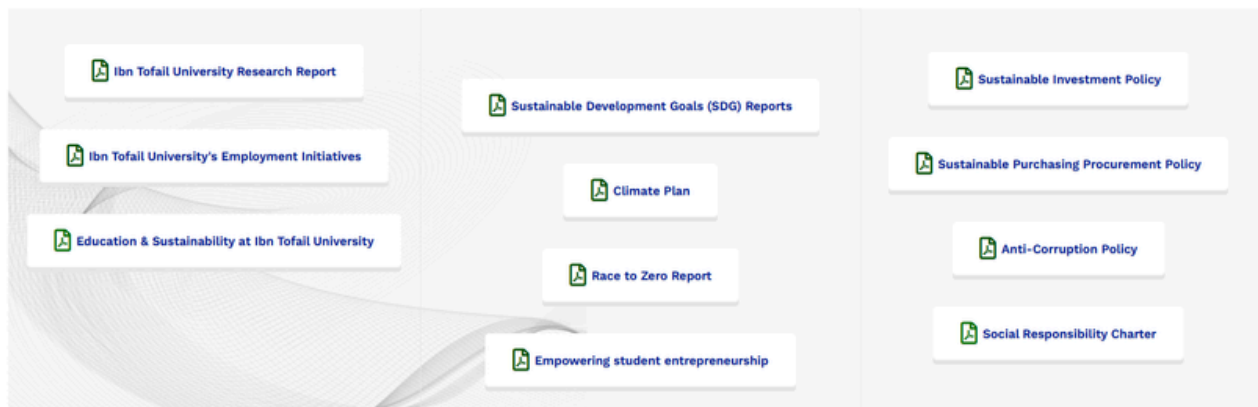 Ibn Tofail University Research Report
Ibn Tofail University's Employment Initiatives
Education & Sustainability at Ibn Tofail University
Sustainable Development Goals (SDG) Reports
Climate Plan
Race to Zero Report
Empowering student entrepreneurship
Sustainable Investment Policy
Sustainable Purchasing Procurement Policy
Anti-Corruption Policy
Social Responsibility Charter